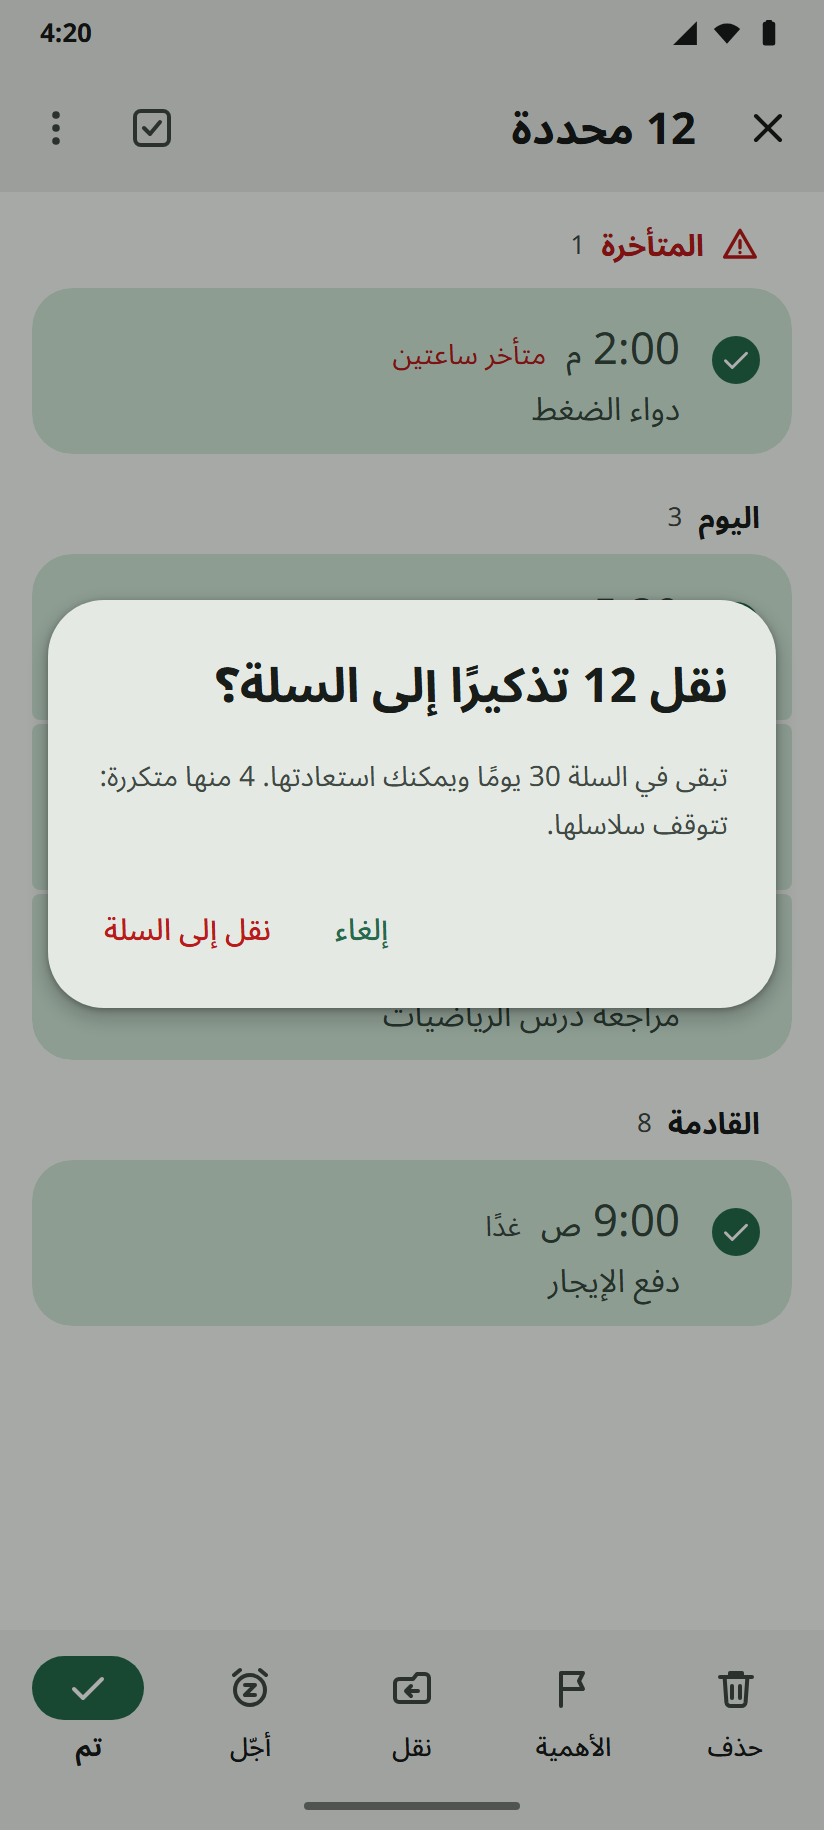 4:20
12 محددة
المتأخرة 1
2:00 م متأخر ساعتين
دواء الضغط
اليوم 3
نقل 12 تذكيرًا إلى السلة؟
تبقى في السلة 30 يومًا ويمكنك استعادتها. 4 منها متكررة:
تتوقف سلاسلها.
إلغاء
نقل إلى السلة
مراجعة درس الرياضيات
القادمة 8
9:00 ص غدًا
دفع الإيجار
حذف
الأهمية
نقل
أجّل
تم